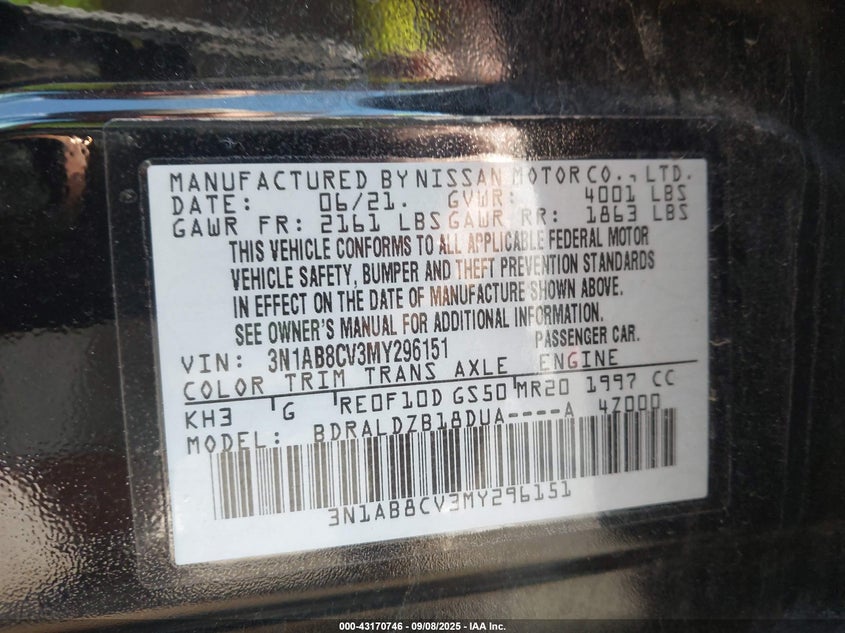 MANUFACTURED BY NISSAN MOTOR CO., LTD.
DATE: 06/21. GVWR: 4001 LBS
GAWR FR: 2161 LBS GAWR RR: 1863 LBS
THIS VEHICLE CONFORMS TO ALL APPLICABLE FEDERAL MOTOR
VEHICLE SAFETY, BUMPER AND THEFT PREVENTION STANDARDS
IN EFFECT ON THE DATE OF MANUFACTURE SHOWN ABOVE.
SEE OWNER'S MANUAL FOR ADDITIONAL INFORMATION.
PASSENGER CAR.
VIN: 3N1AB8CV3MY296151
COLOR TRIM TRANS AXLE ENGINE
KH3 G RE0F10D GS50 MR20 1997 CC
MODEL: BDRALDZB18DUA----A 4Z000
3N1AB8CV3MY296151
000-43170746 - 09/08/2025 - IAA Inc.